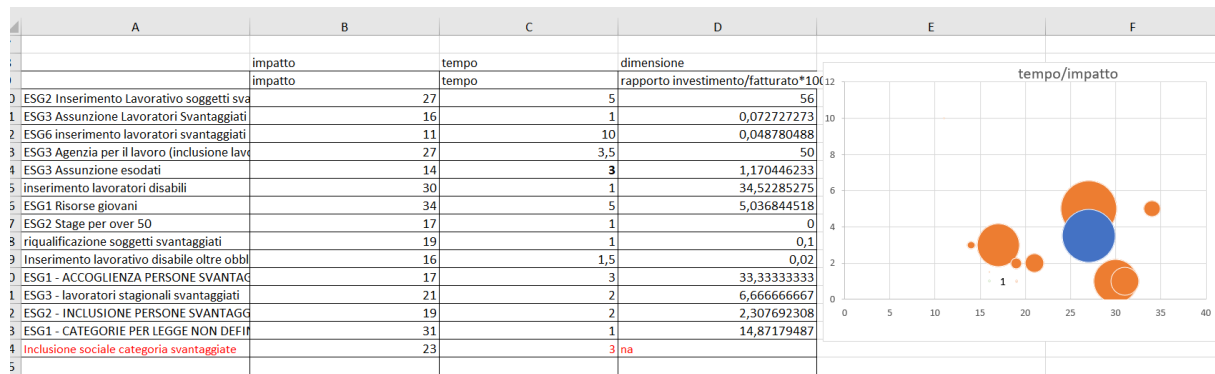 A B C D E F
impatto tempo dimensione
impatto tempo rapporto investimento/fatturato*100
ESG2 Inserimento Lavorativo soggetti sva 27 5 56
ESG3 Assunzione Lavoratori Svantaggiati 16 1 0,072727273
ESG6 inserimento lavoratori svantaggiati 11 10 0,048780488
ESG3 Agenzia per il lavoro (inclusione lavo 27 3,5 50
ESG3 Assunzione esodati 14 3 1,170446233
inserimento lavoratori disabili 30 1 34,52285275
ESG1 Risorse giovani 34 5 5,036844518
ESG2 Stage per over 50 17 1 0
riqualificazione soggetti svantaggiati 19 1 0,1
Inserimento lavorativo disabile oltre obbl 16 1,5 0,02
ESG1 - ACCOGLIENZA PERSONE SVANTAG 17 3 33,33333333
ESG3 - lavoratori stagionali svantaggiati 21 2 6,666666667
ESG2 - INCLUSIONE PERSONE SVANTAGG 19 2 2,307692308
ESG1 - CATEGORIE PER LEGGE NON DEFIN 31 1 14,87179487
Inclusione sociale categoria svantaggiate 23 3 na
tempo/impatto
12
10
8
6
4
2
0
1
0 5 10 15 20 25 30 35 40